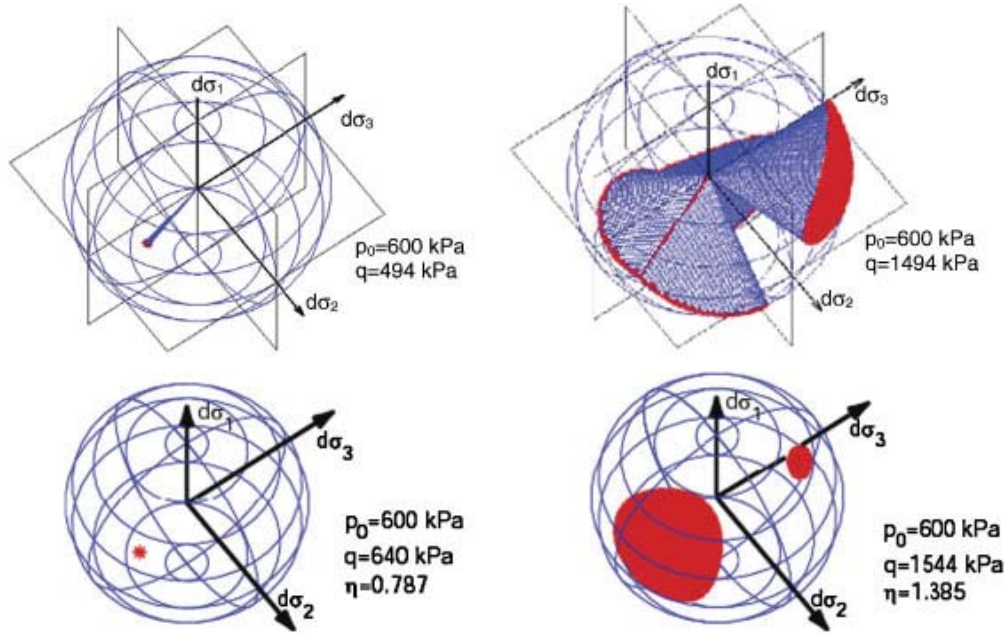 dσ₁
dσ₃
dσ₂
p₀=600 kPa
q=494 kPa
dσ₁
dσ₃
dσ₂
p₀=600 kPa
q=1494 kPa
dσ₁
dσ₃
dσ₂
p₀=600 kPa
q=640 kPa
η=0.787
dσ₁
dσ₃
dσ₂
p₀=600 kPa
q=1544 kPa
η=1.385